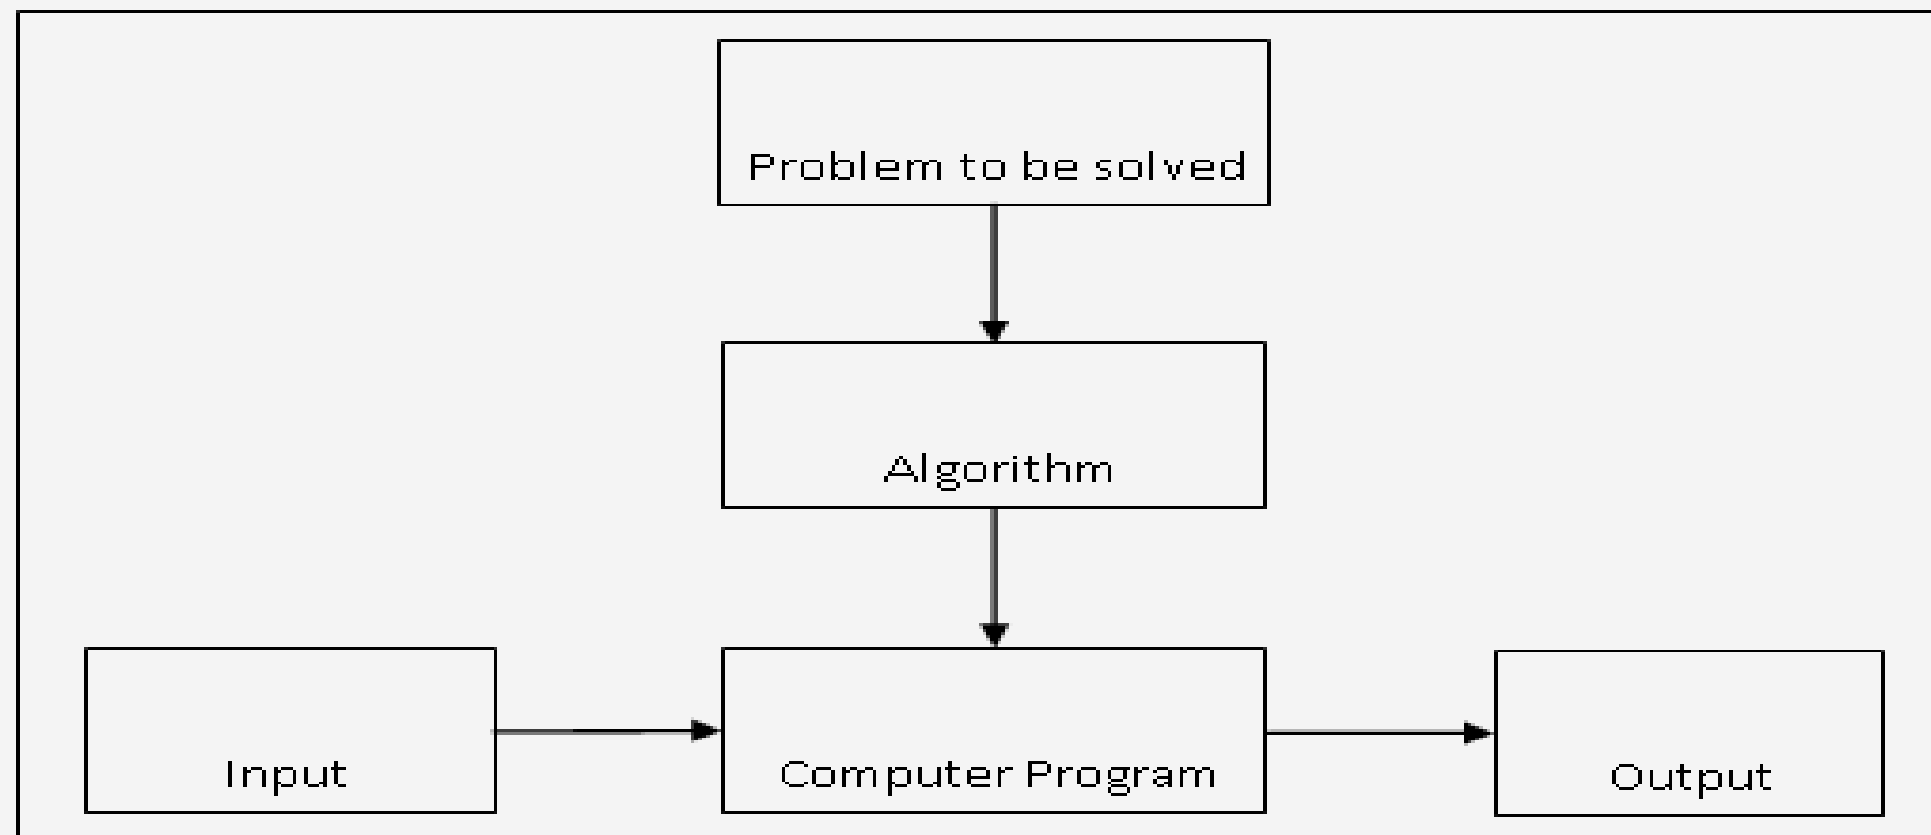 Problem to be solved
Algorithm
Input
Computer Program
Output